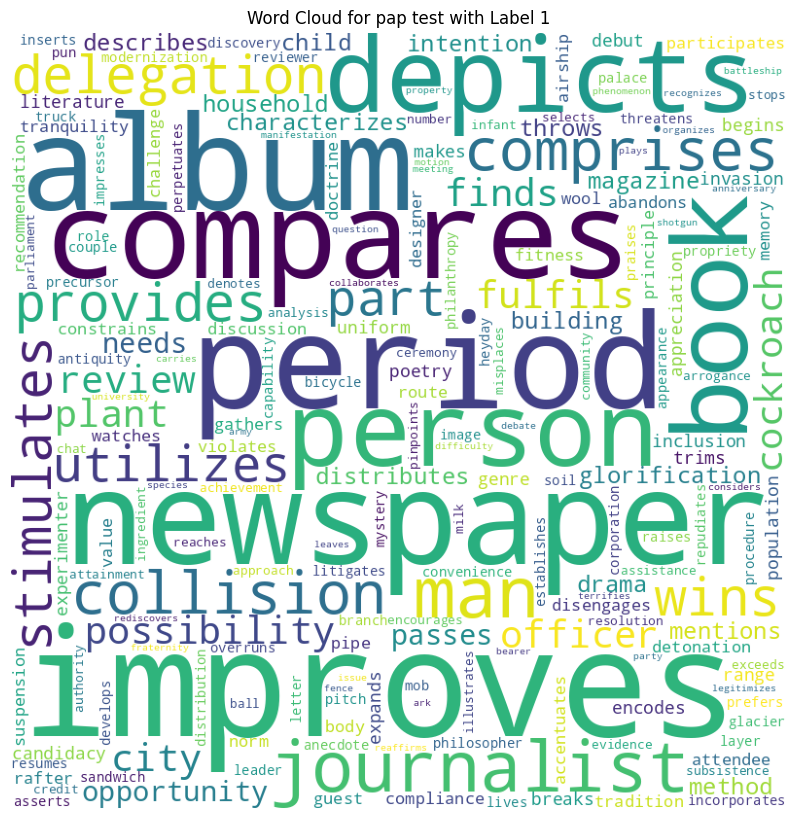 Word Cloud for pap test with Label 1
inserts describes discovery child intention debut participates
pun modernization reviewer airship battleship
delegation depicts palace phenomenon recognizes stops
literature household property
truck characterizes number selects threatens begins
tranquility infant throws organizes
album manifestation makes plays comprises invasion
recommendation impresses challenge perpetuates doctrine motion meeting finds magazine anniversary
wool abandons memory
parliament role couple compares question designer shotgun book
fitness praises principle propriety
precursor denotes collaborates philanthropy appreciation
provides analysis part fulfils cockroach
constrains discussion uniform building
needs antiquity carries period ceremony heyday misplaces community appearance arrogance
review capability bicycle poetry route
university gathers person
plant chat army pinpoints image debate difficulty inclusion
watches violates trims
stimulates utilizes distributes genre soil glorification considers
species achievement
experimenter value ingredient reaches newspaper mystery milk leaves establishes corporation raises repudiates procedure population
attainment approach litigates convenience assistance
collision man drama terrifies wins
rediscovers branch encourages disengages resolution
possibility pipe passes bearer officer mentions
suspension authority overruns party detonation
fraternity issue exceeds
develops distribution improves illustrates range legitimizes
ball letter fence pitch mob expands encodes prefers
ark
norm body accentuates glacier
candidacy city anecdote reaffirms philosopher evidence layer
resumes rafter leader journalist attendee
credit sandwich subsistence
opportunity method
asserts guest compliance lives breaks tradition incorporates